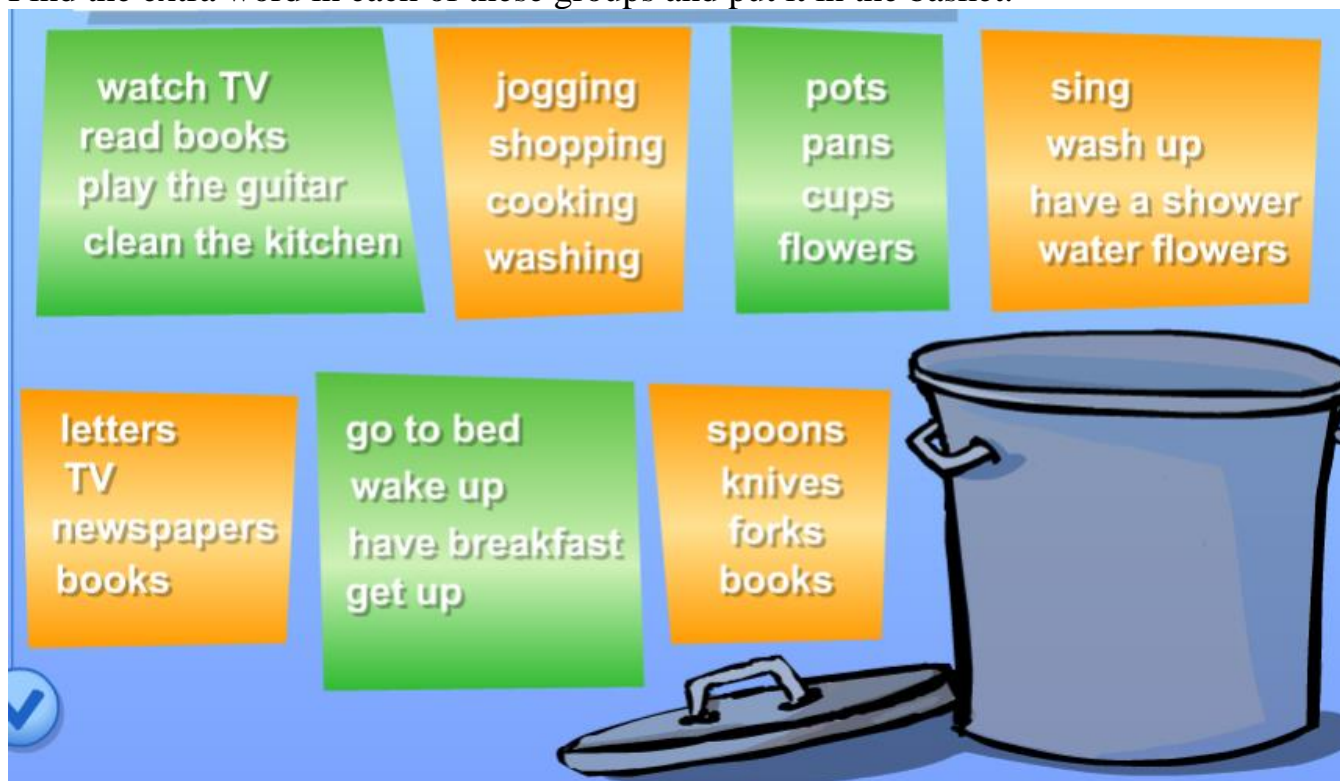 Find the extra word in each of these groups and put it in the basket.
watch TV
read books
play the guitar
clean the kitchen
jogging
shopping
cooking
washing
pots
pans
cups
flowers
sing
wash up
have a shower
water flowers
letters
TV
newspapers
books
go to bed
wake up
have breakfast
get up
spoons
knives
forks
books